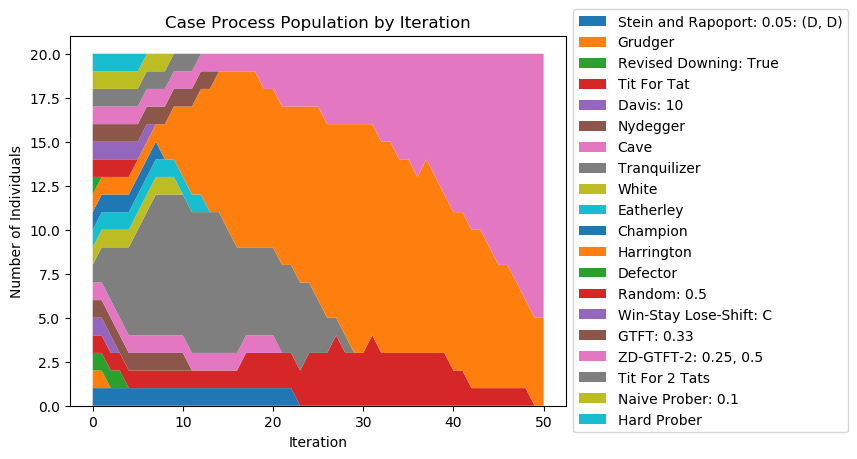 Case Process Population by Iteration
20.0
17.5
15.0
12.5
10.0
7.5
5.0
2.5
0.0
Number of Individuals
0 10 20 30 40 50
Iteration
Stein and Rapoport: 0.05: (D, D)
Grudger
Revised Downing: True
Tit For Tat
Davis: 10
Nydegger
Cave
Tranquilizer
White
Eatherley
Champion
Harrington
Defector
Random: 0.5
Win-Stay Lose-Shift: C
GTFT: 0.33
ZD-GTFT-2: 0.25, 0.5
Tit For 2 Tats
Naive Prober: 0.1
Hard Prober